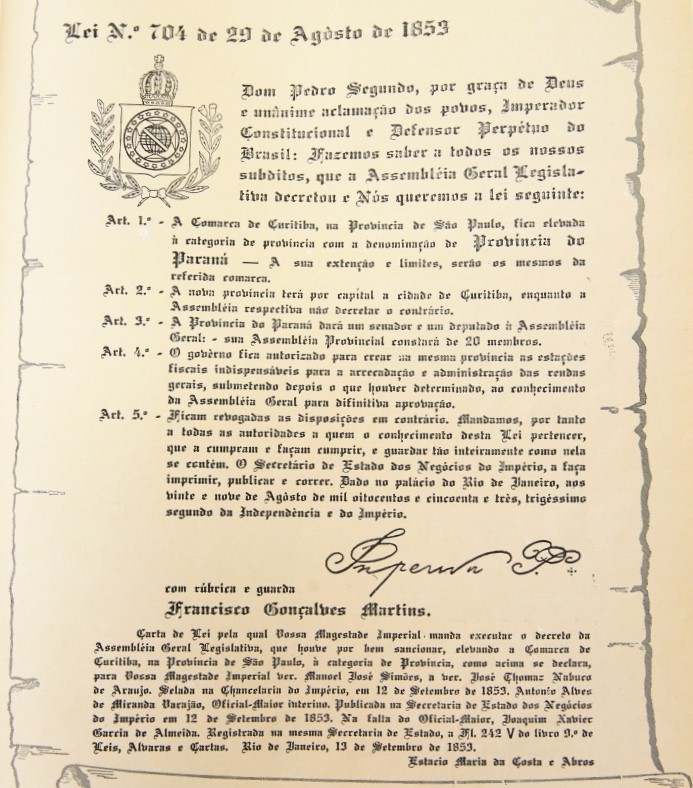 Lei N.º 704 de 29 de Agôsto de 1853
Dom Pedro Segundo, por graça de Deus
e unânime aclamação dos povos, Imperador
Constitucional e Defensor Perpétuo do
Brasil: Fazemos saber a todos os nossos
subditos, que a Assembléia Geral Legisla-
tiva decretou e Nós queremos a lei seguinte:
Art. 1.º - A Comarca de Curitiba, na Provincia de São Paulo, fica elevada
à categoria de provincia com a denominação de Provincia do
Paraná — A sua extenção e limites, serão os mesmos da
referida comarca.
Art. 2.º - A nova provincia terá por capital a cidade de Curitiba, enquanto a
Assembléia respectiva não decretar o contrário.
Art. 3.º - A Provincia do Paraná dará um senador e um deputado à Assembléia
Geral: - sua Assembléia Provincial constará de 20 membros.
Art. 4.º - O govêrno fica autorizado para crear na mesma provincia as estações
fiscais indispensáveis para a arrecadação e administração das rendas
gerais, submetendo depois o que houver determinado, ao conhecimento
da Assembléia Geral para difinitiva aprovação.
Art. 5.º - Ficam revogadas as disposições em contrário. Mandamos, por tanto
a todas as autoridades a quem o conhecimento desta Lei pertencer,
que a cumpram e façam cumprir, e guardar tão inteiramente como nela
se contém. O Secretário de Estado dos Negócios do Império, a faça
imprimir, publicar e correr. Dado no palácio do Rio de Janeiro, aos
vinte e nove de Agôsto de mil oitocentos e cincoenta e três, trigéssimo
segundo da Independência e do Império.
com rúbrica e guarda
Francisco Gonçalves Martins.
Carta de Lei pela qual Vossa Magestade Imperial manda executar o decreto da
Assembléia Geral Legislativa, que houve por bem sancionar, elevando a Comarca de
Curitiba, na Provincia de São Paulo, à categoria de Provincia, como acima se declara,
para Vossa Magestade Imperial ver. Manoel José Simões, a ver. José Thomaz Nabuco
de Araujo. Selada na Chancelaria do Império, em 12 de Setembro de 1853. Antonio Alves
de Miranda Varajão, Oficial-Maior interino. Publicada na Secretaria de Estado dos Negócios
do Império em 12 de Setembro de 1853. Na falta do Oficial-Maior, Joaquim Xavier
Garcia de Almeida. Registrada na mesma Secretaria de Estado, a Fl. 242 V do livro 9.º de
Leis, Alvaras e Cartas. Rio de Janeiro, 13 de Setembro de 1853.
Estacio Maria da Costa e Abros